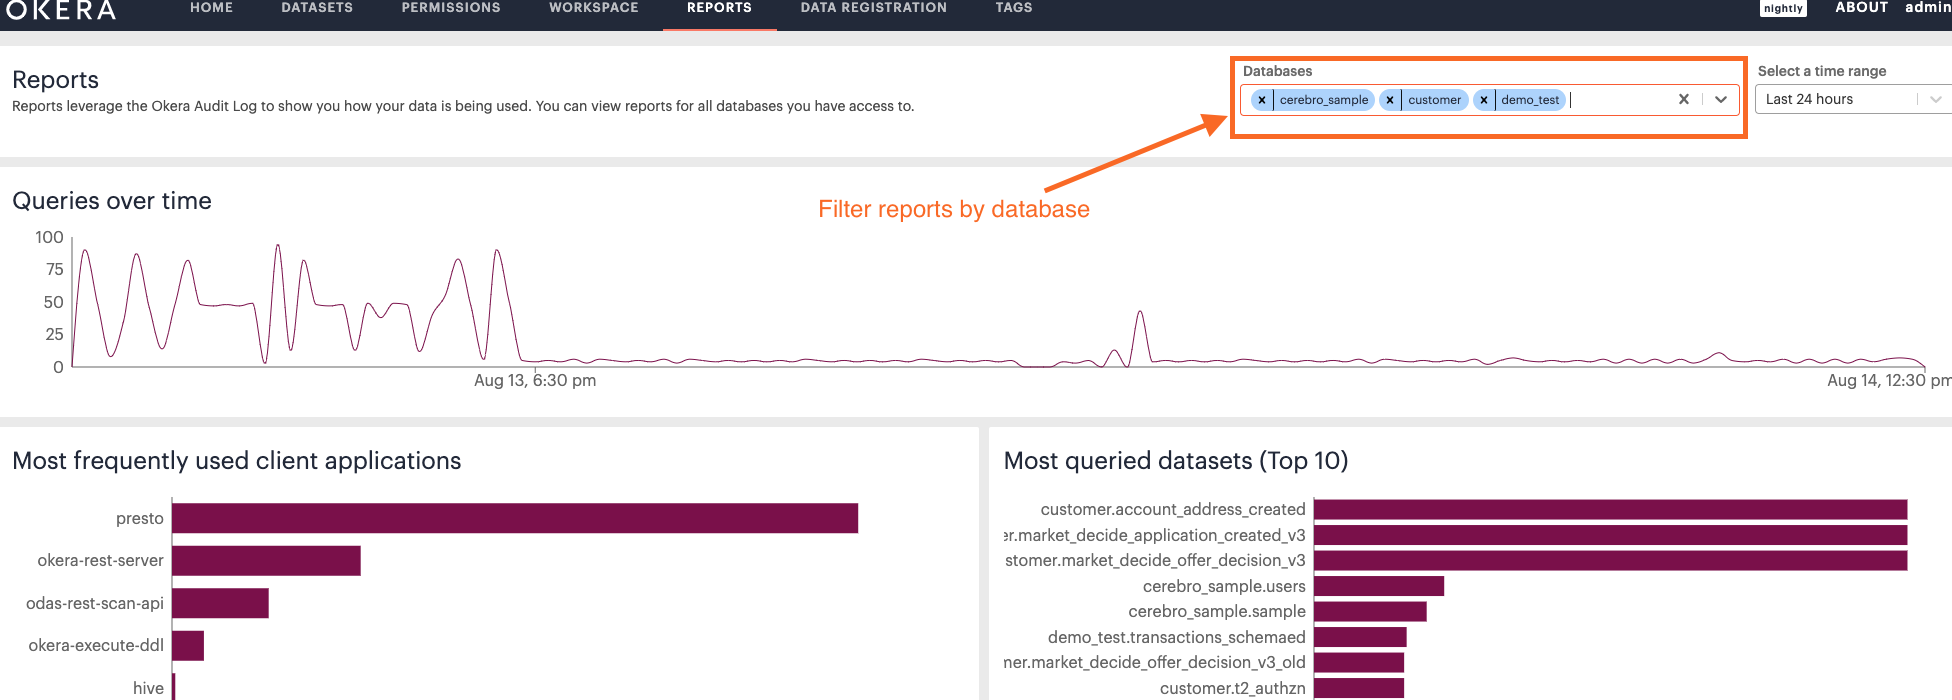 OKERA HOME DATASETS PERMISSIONS WORKSPACE REPORTS DATA REGISTRATION TAGS nightly ABOUT admin
Reports
Reports leverage the Okera Audit Log to show you how your data is being used. You can view reports for all databases you have access to.
Databases
× cerebro_sample × customer × demo_test
Select a time range
Last 24 hours
Filter reports by database
Queries over time
100
75
50
25
0
Aug 13, 6:30 pm
Aug 14, 12:30 pm
Most frequently used client applications
presto
okera-rest-server
odas-rest-scan-api
okera-execute-ddl
hive
Most queried datasets (Top 10)
customer.account_address_created
er.market_decide_application_created_v3
stomer.market_decide_offer_decision_v3
cerebro_sample.users
cerebro_sample.sample
demo_test.transactions_schemaed
ner.market_decide_offer_decision_v3_old
customer.t2_authzn